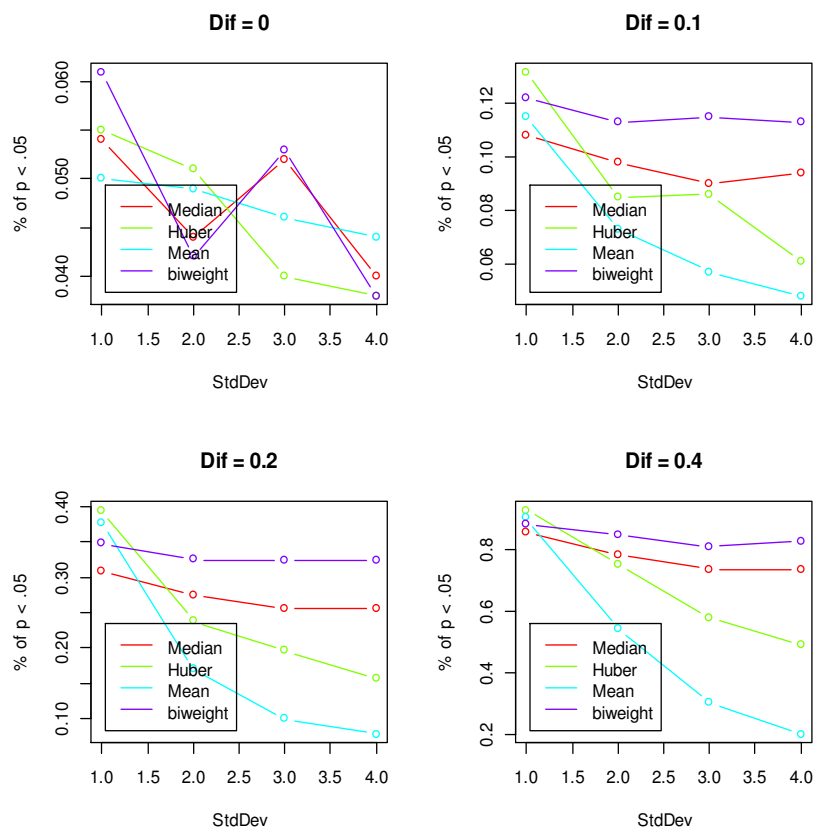 Dif = 0
% of p < .05
0.040
0.050
0.060
Median
Huber
Mean
biweight
1.0 1.5 2.0 2.5 3.0 3.5 4.0
StdDev
Dif = 0.1
% of p < .05
0.06
0.08
0.10
0.12
Median
Huber
Mean
biweight
1.0 1.5 2.0 2.5 3.0 3.5 4.0
StdDev
Dif = 0.2
% of p < .05
0.10
0.20
0.30
0.40
Median
Huber
Mean
biweight
1.0 1.5 2.0 2.5 3.0 3.5 4.0
StdDev
Dif = 0.4
% of p < .05
0.2
0.4
0.6
0.8
Median
Huber
Mean
biweight
1.0 1.5 2.0 2.5 3.0 3.5 4.0
StdDev